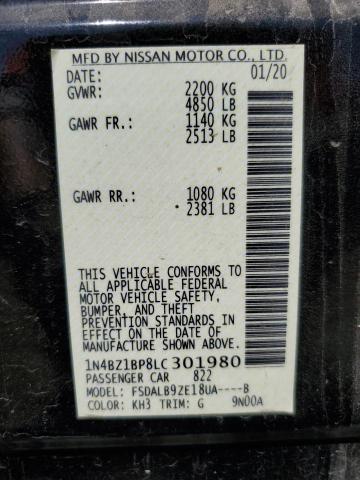 MFD BY NISSAN MOTOR CO., LTD.
DATE: 01/20
GVWR: 2200 KG
4850 LB
GAWR FR.: 1140 KG
2513 LB
GAWR RR.: 1080 KG
2381 LB
THIS VEHICLE CONFORMS TO
ALL APPLICABLE FEDERAL
MOTOR VEHICLE SAFETY,
BUMPER, AND THEFT
PREVENTION STANDARDS IN
EFFECT ON THE DATE OF
MANUFACTURE SHOWN ABOVE.
1N4BZ1BP8LC301980
PASSENGER CAR 822
MODEL: FSDALB9ZE18UA----B
COLOR: KH3 TRIM: G 9N00A